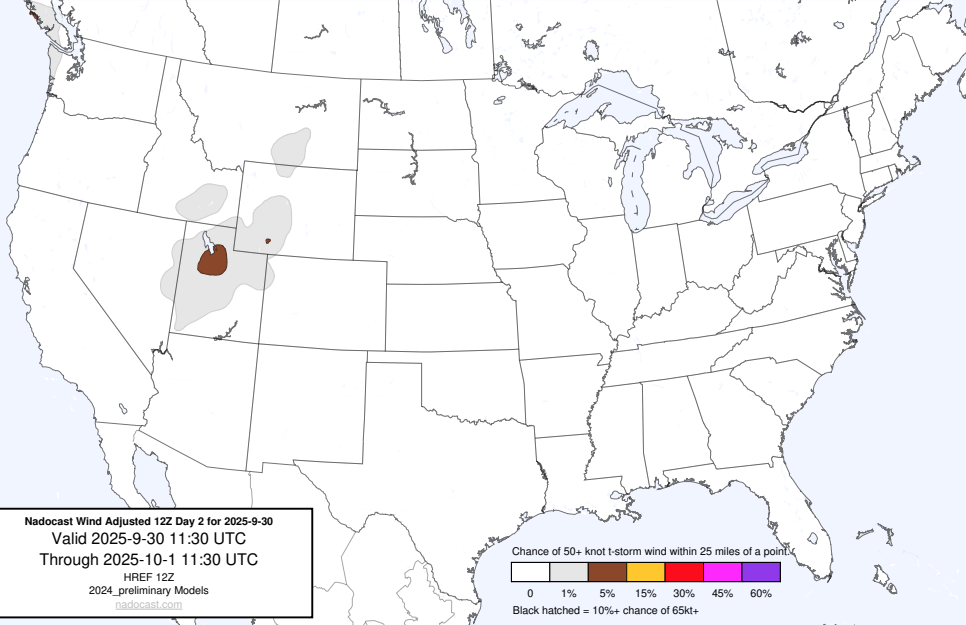 Nadocast Wind Adjusted 12Z Day 2 for 2025-9-30
Valid 2025-9-30 11:30 UTC
Through 2025-10-1 11:30 UTC
HREF 12Z
2024_preliminary Models
nadocast.com
Chance of 50+ knot t-storm wind within 25 miles of a point.
0 1% 5% 15% 30% 45% 60%
Black hatched = 10%+ chance of 65kt+